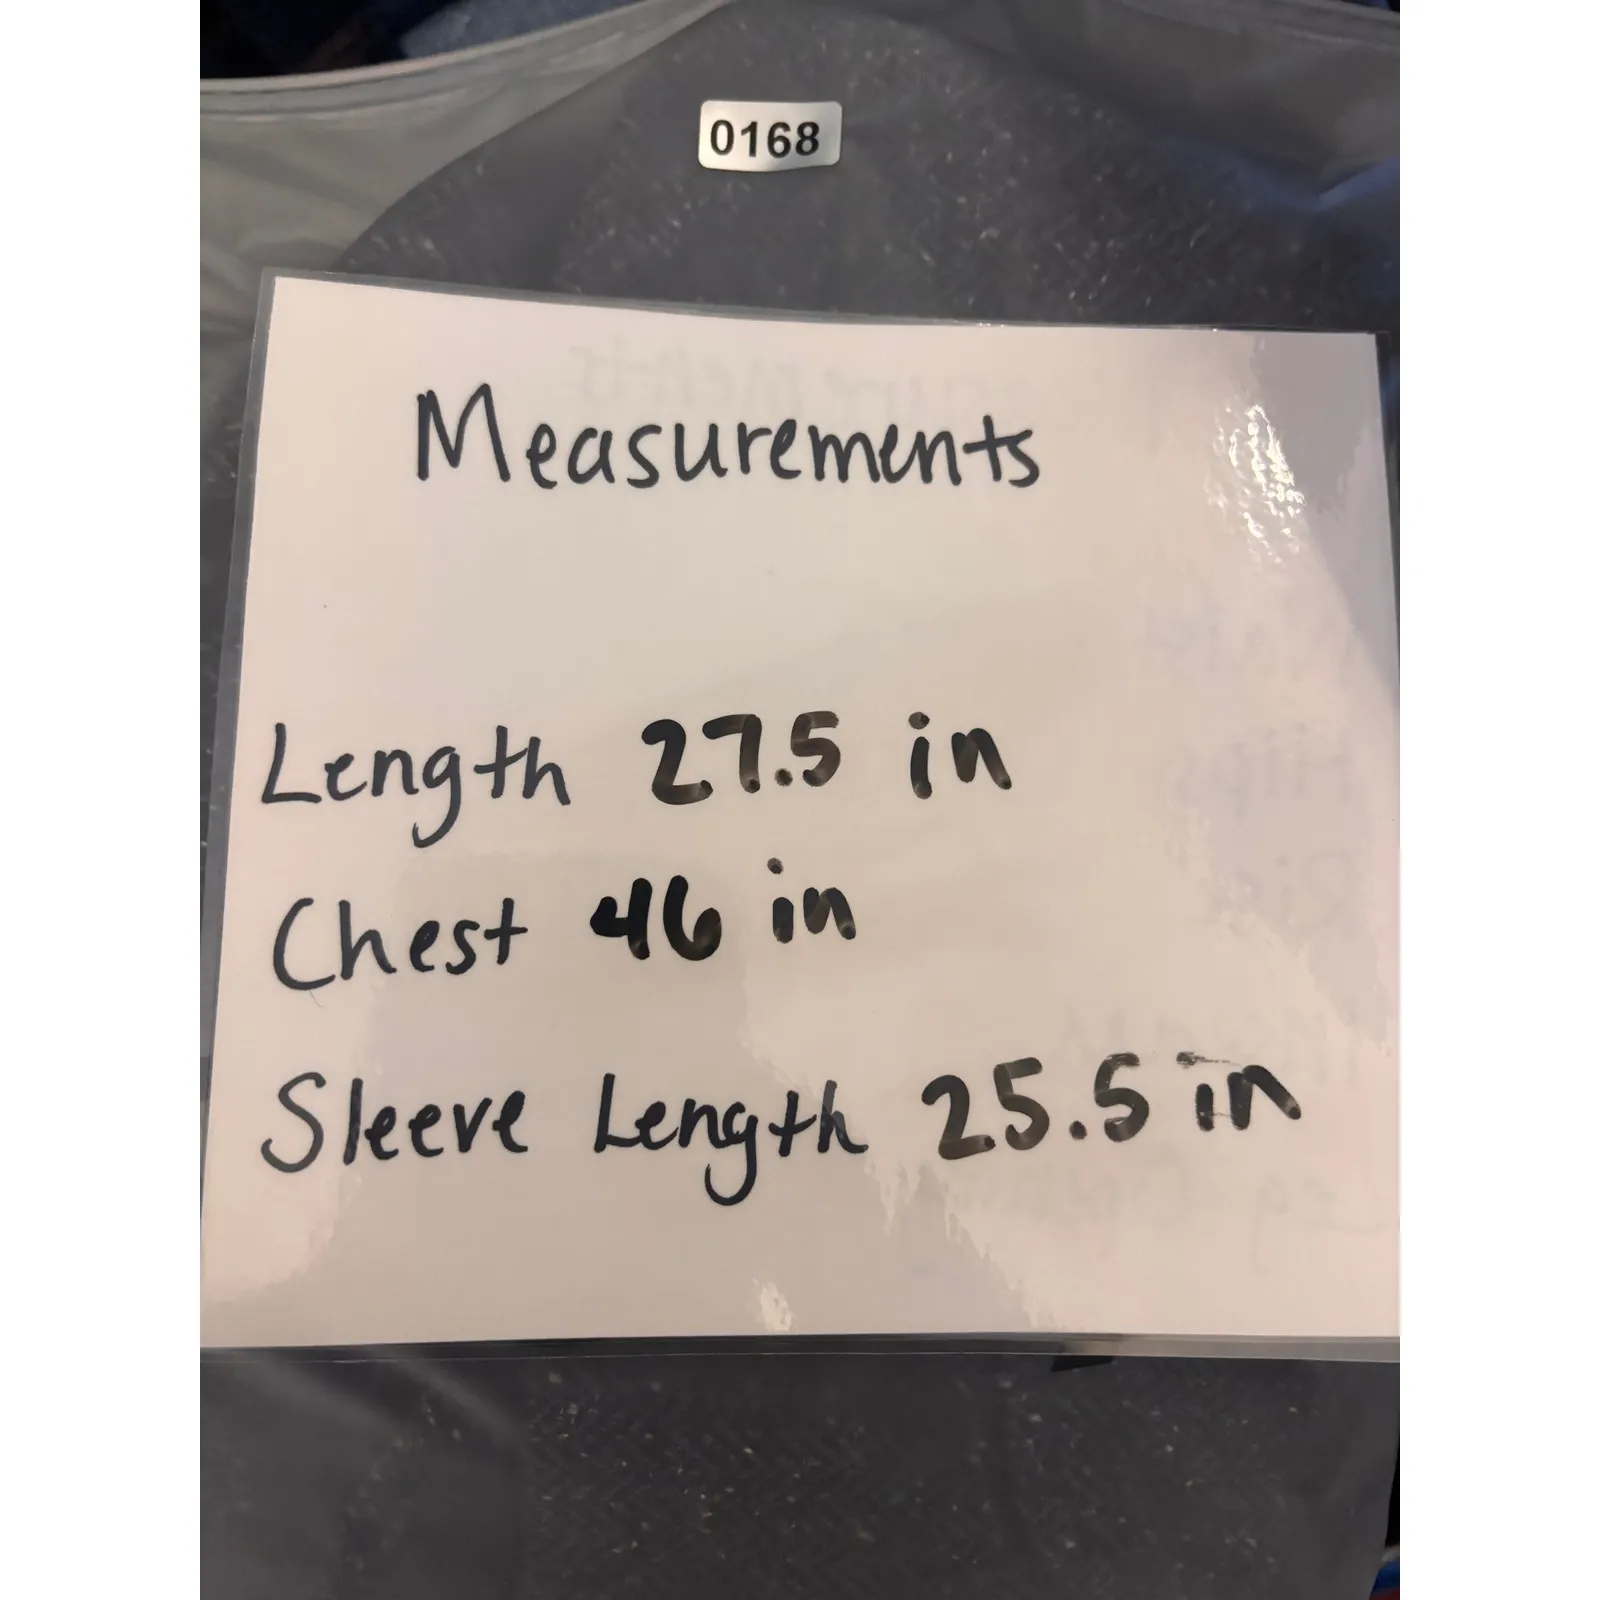 0168
Measurements
Length 27.5 in
Chest 46 in
Sleeve Length 25.5 in